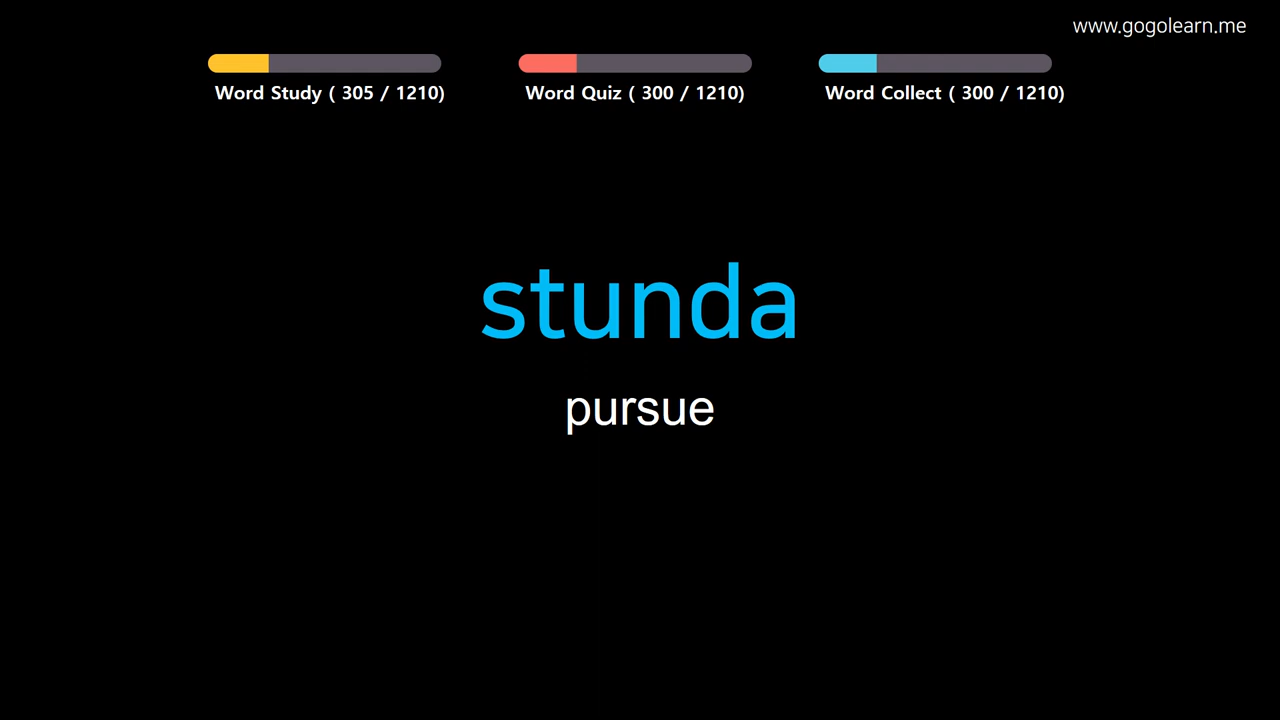 www.gogolearn.me
Word Study ( 305 / 1210)
Word Quiz ( 300 / 1210)
Word Collect ( 300 / 1210)
stunda
pursue